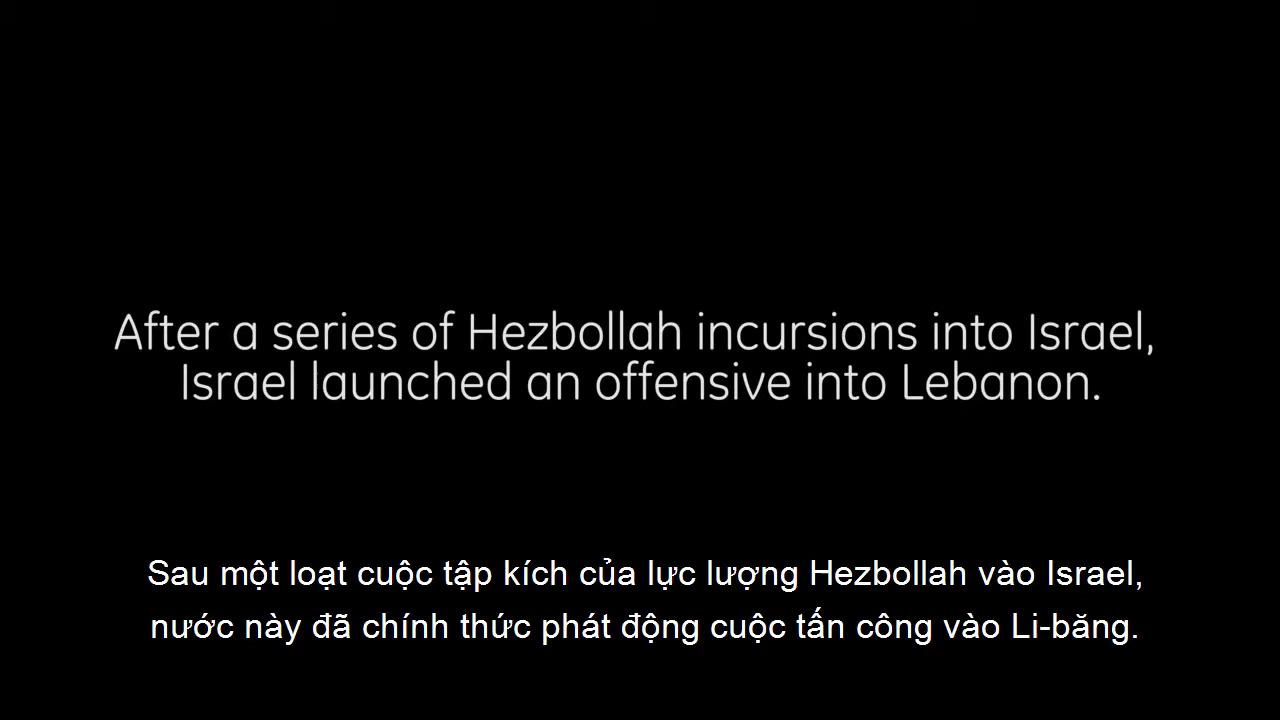 After a series of Hezbollah incursions into Israel,
Israel launched an offensive into Lebanon.
Sau một loạt cuộc tập kích của lực lượng Hezbollah vào Israel,
nước này đã chính thức phát động cuộc tấn công vào Li-băng.